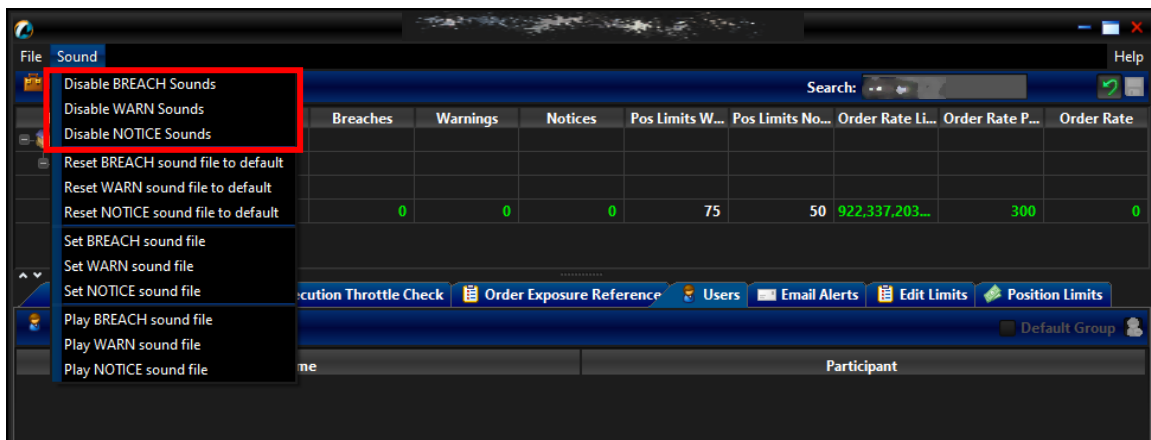 File Sound Help
Disable BREACH Sounds
Disable WARN Sounds
Disable NOTICE Sounds
Reset BREACH sound file to default
Reset WARN sound file to default
Reset NOTICE sound file to default
Set BREACH sound file
Set WARN sound file
Set NOTICE sound file
Play BREACH sound file
Play WARN sound file
Play NOTICE sound file
Search:
Breaches Warnings Notices Pos Limits W... Pos Limits No... Order Rate Li... Order Rate P... Order Rate
0 0 0 75 50 922,337,203... 300 0
Throttle Check Order Exposure Reference Users Email Alerts Edit Limits Position Limits
Default Group
Participant